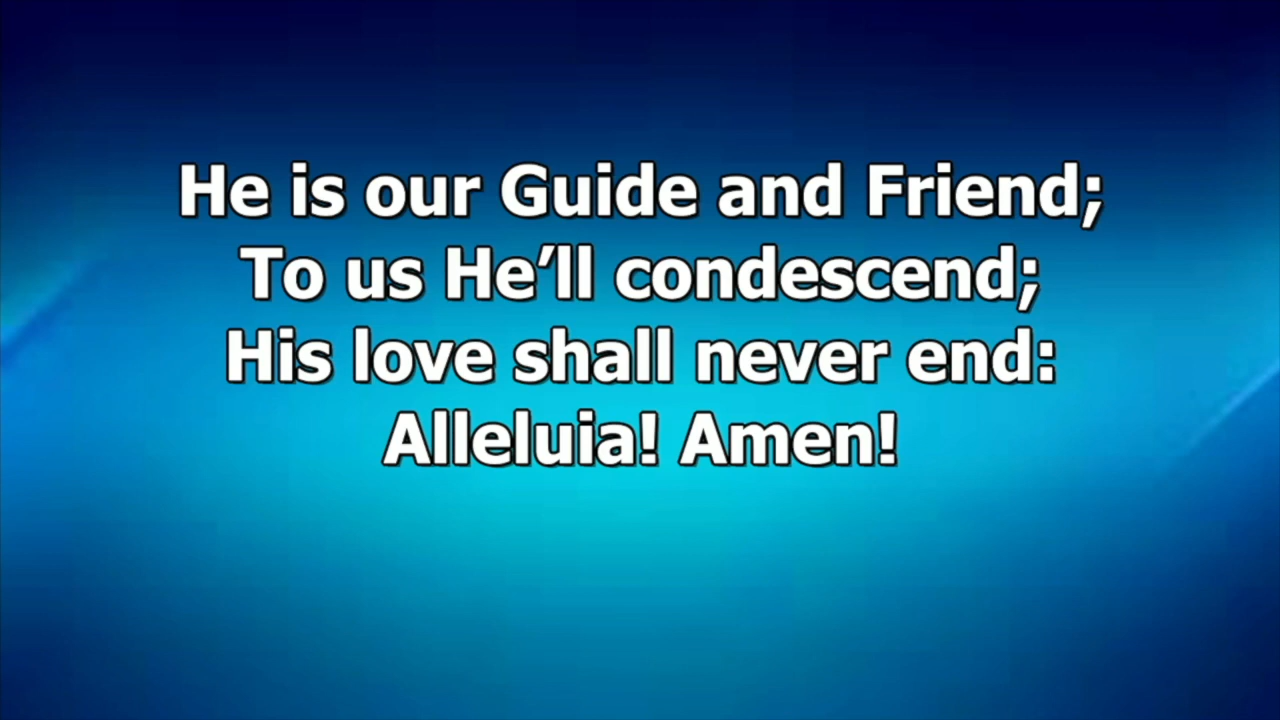 He is our Guide and Friend;
To us He’ll condescend;
His love shall never end:
Alleluia! Amen!